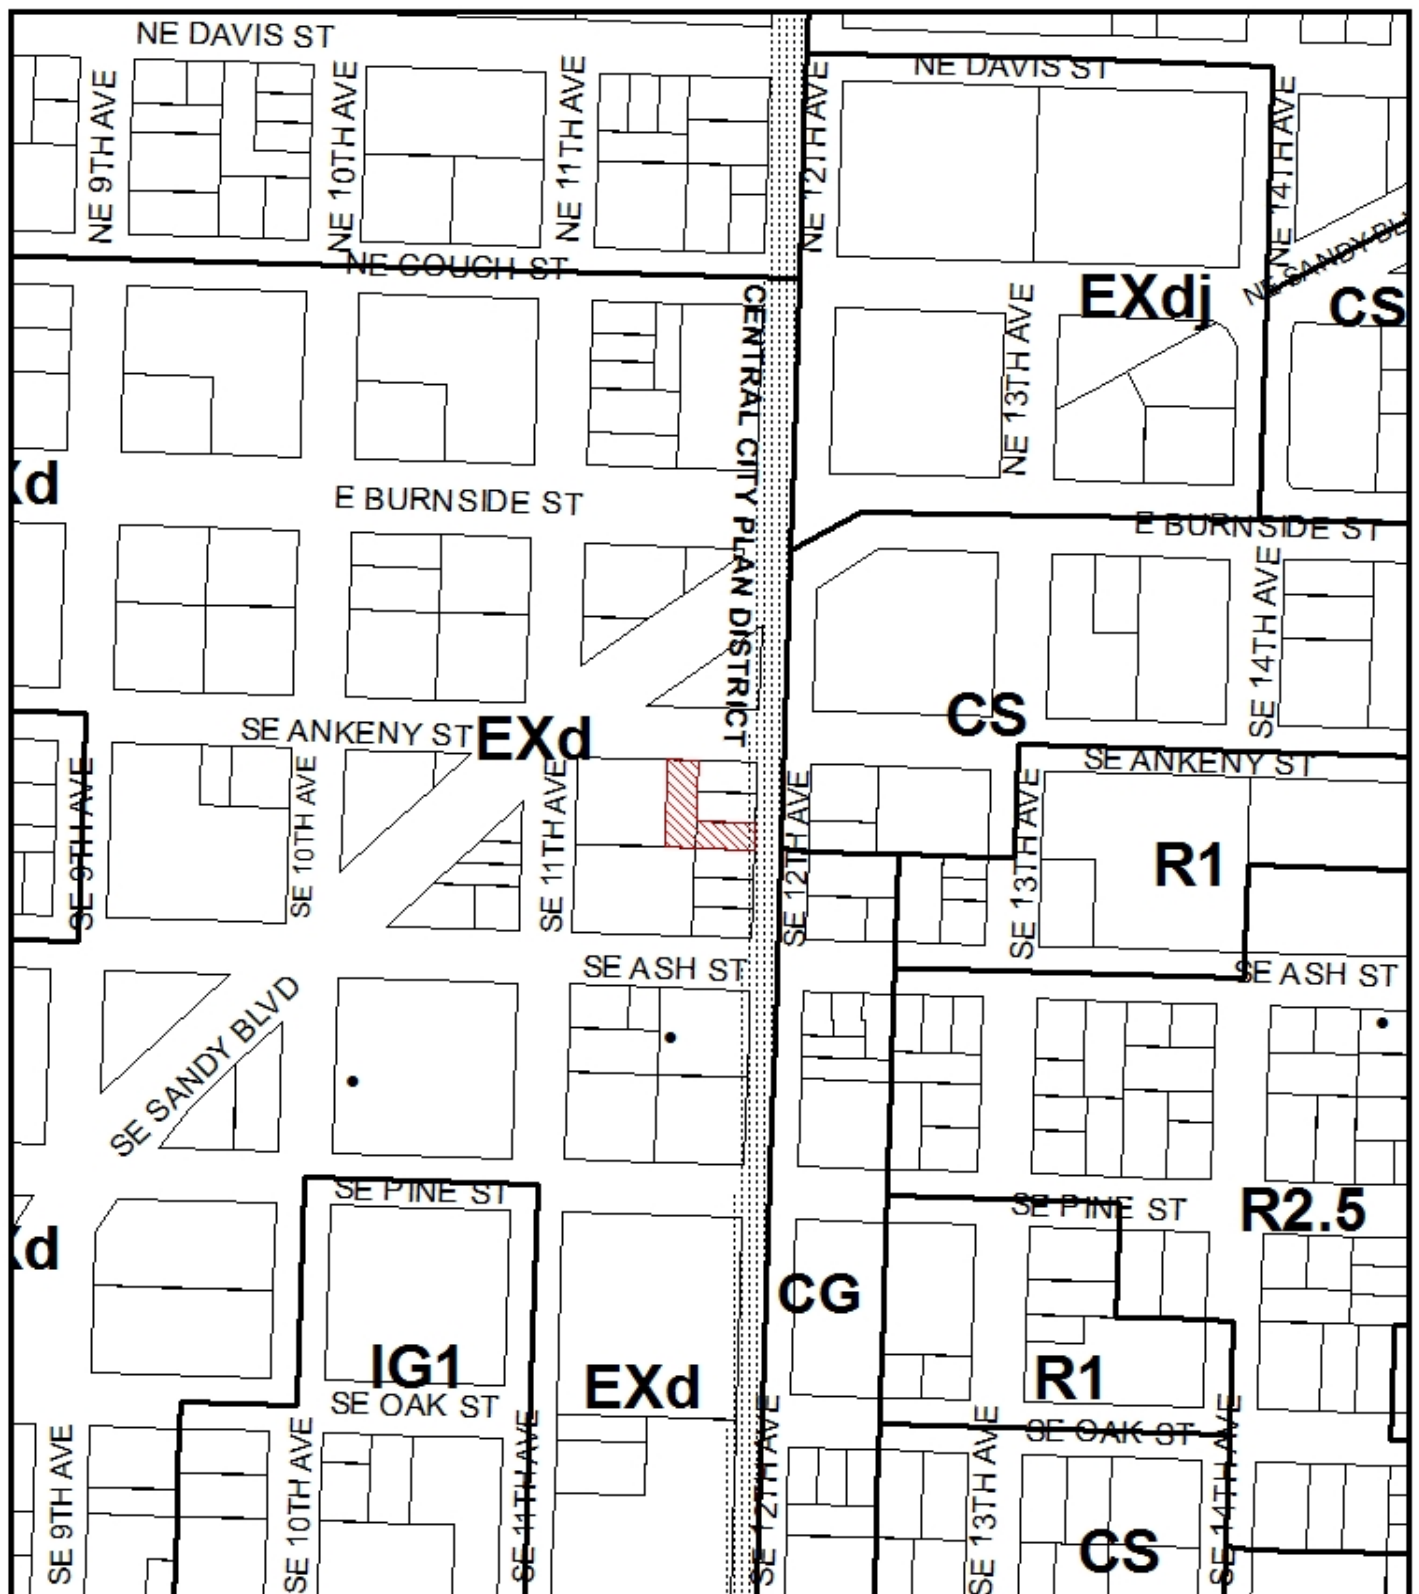 NE DAVIS ST
NE DAVIS ST
NE 9TH AVE
NE 10TH AVE
NE 11TH AVE
NE 12TH AVE
NE 14TH AVE
NE SANDY BL
NE COUCH ST
EXdj
CS
NE 13TH AVE
CENTRAL CITY PLAN DISTRICT
Xd
E BURNSIDE ST
E BURNSIDE ST
SE 14TH AVE
CS
SE ANKENY ST
EXd
SE ANKENY ST
SE 9TH AVE
SE 10TH AVE
SE 11TH AVE
SE 12TH AVE
SE 13TH AVE
R1
SE ASH ST
SE ASH ST
SE SANDY BLVD
SE PINE ST
SE PINE ST
R2.5
Xd
CG
IG1
EXd
R1
SE OAK ST
SE OAK ST
SE 9TH AVE
SE 10TH AVE
SE 11TH AVE
SE 12TH AVE
SE 13TH AVE
SE 14TH AVE
CS